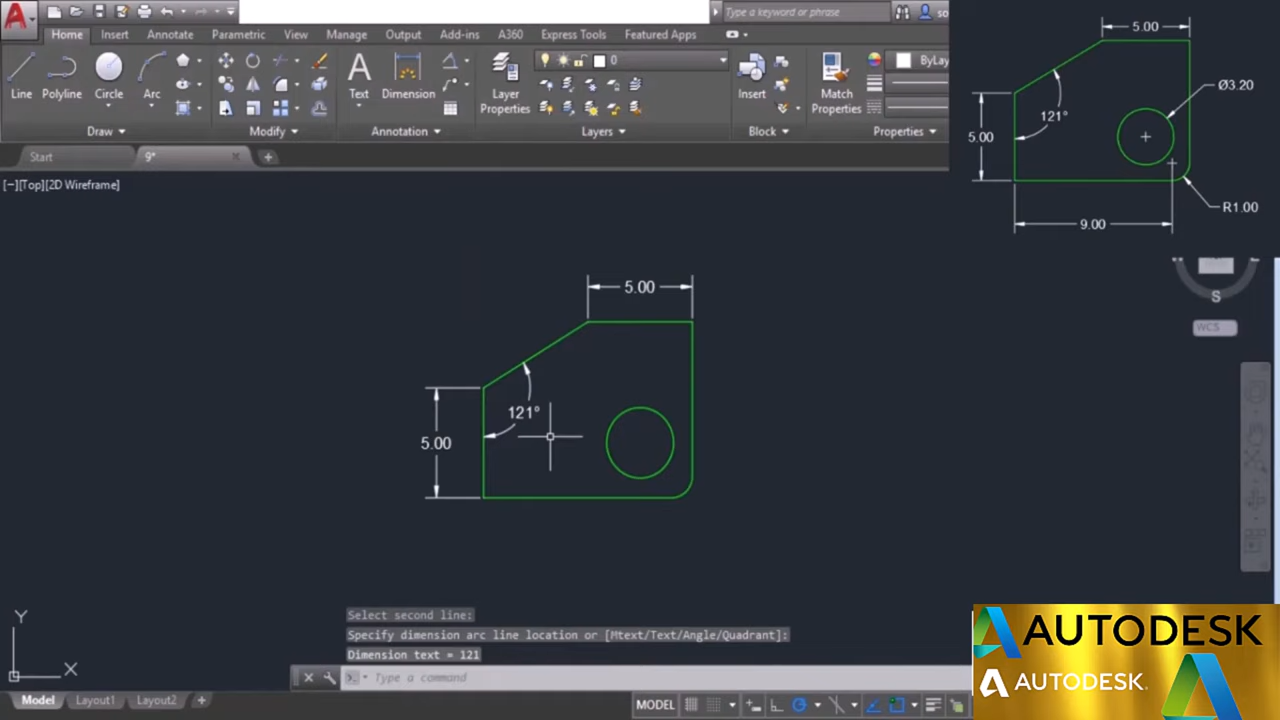 Type a keyword or phrase
so
Home Insert Annotate Parametric View Manage Output Add-ins A360 Express Tools Featured Apps
0
ByLay
Line Polyline Circle Arc
Text Dimension
Layer Properties
Insert
Match Properties
Draw Modify Annotation Layers Block Properties
Start 9*
[−][Top][2D Wireframe]
5.00
Ø3.20
121°
5.00
R1.00
9.00
S
WCS
5.00
121°
5.00
Y
X
Select second line:
Specify dimension arc line location or [Mtext/Text/Angle/Quadrant]:
Dimension text = 121
Type a command
Model Layout1 Layout2
MODEL
AUTODESK
AUTODESK.